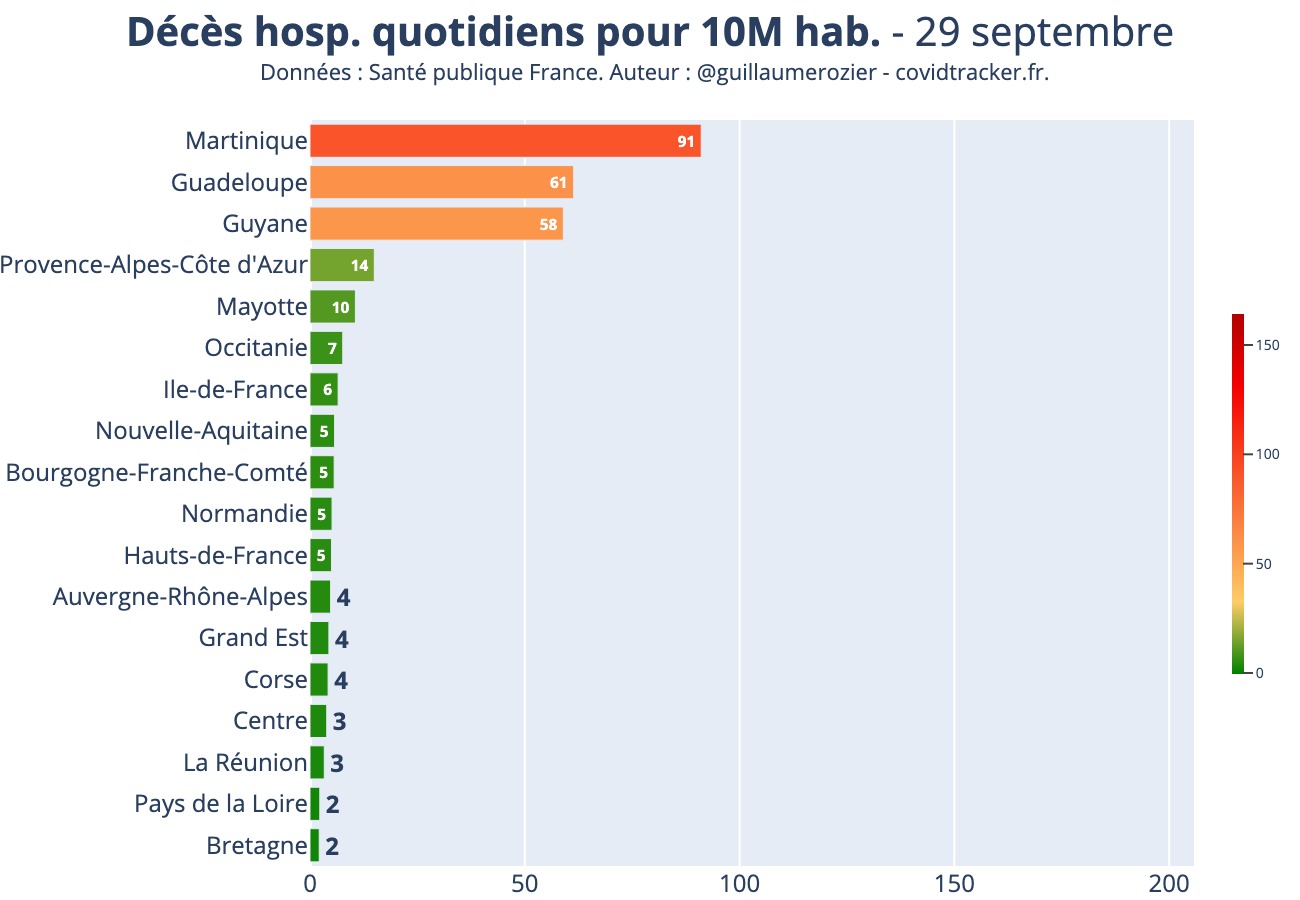 Décès hosp. quotidiens pour 10M hab. - 29 septembre
Données : Santé publique France. Auteur : @guillaumerozier - covidtracker.fr.
Martinique 91
Guadeloupe 61
Guyane 58
Provence-Alpes-Côte d'Azur 14
Mayotte 10
Occitanie 7
Ile-de-France 6
Nouvelle-Aquitaine 5
Bourgogne-Franche-Comté 5
Normandie 5
Hauts-de-France 5
Auvergne-Rhône-Alpes 4
Grand Est 4
Corse 4
Centre 3
La Réunion 3
Pays de la Loire 2
Bretagne 2
0 50 100 150 200
150
100
50
0